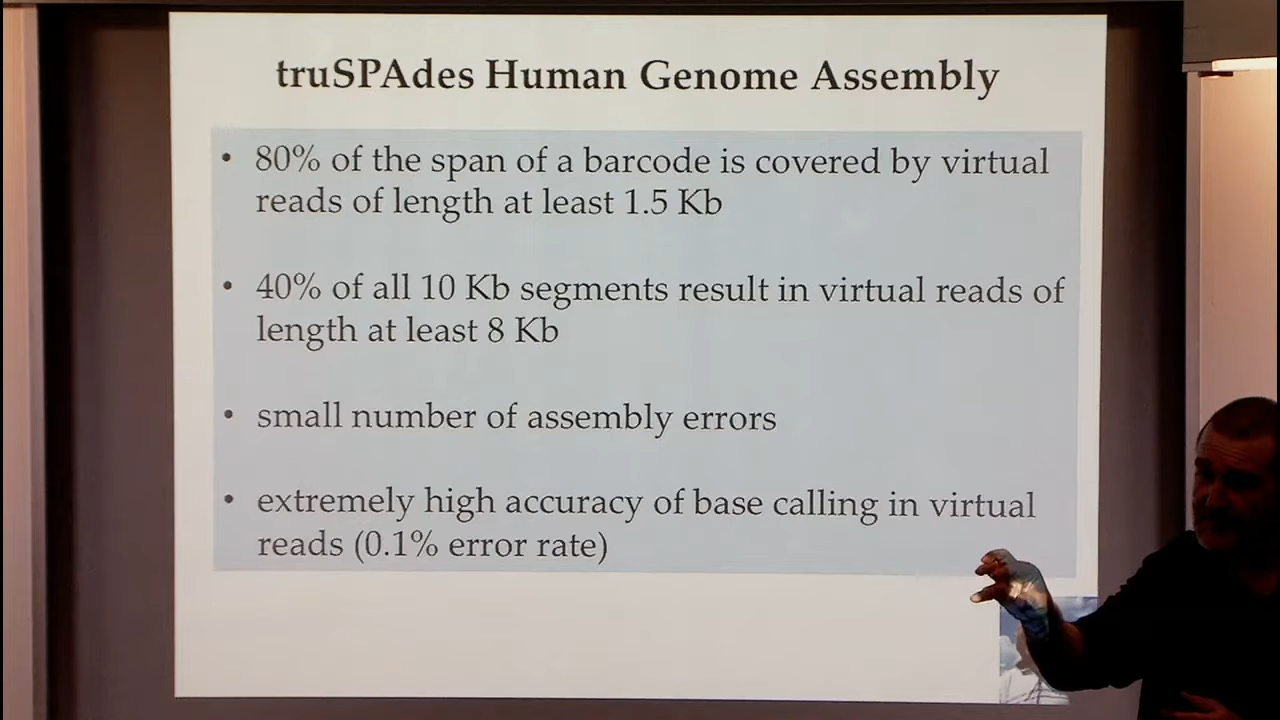 truSPAdes Human Genome Assembly
• 80% of the span of a barcode is covered by virtual
reads of length at least 1.5 Kb
• 40% of all 10 Kb segments result in virtual reads of
length at least 8 Kb
• small number of assembly errors
• extremely high accuracy of base calling in virtual
reads (0.1% error rate)